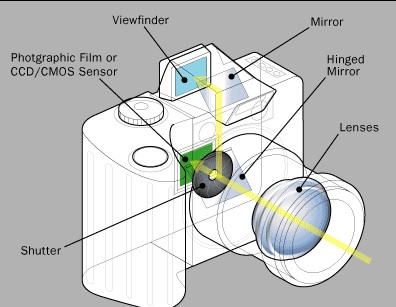 Viewfinder
Mirror
Photgraphic Film or
CCD/CMOS Sensor
Hinged
Mirror
Lenses
Shutter